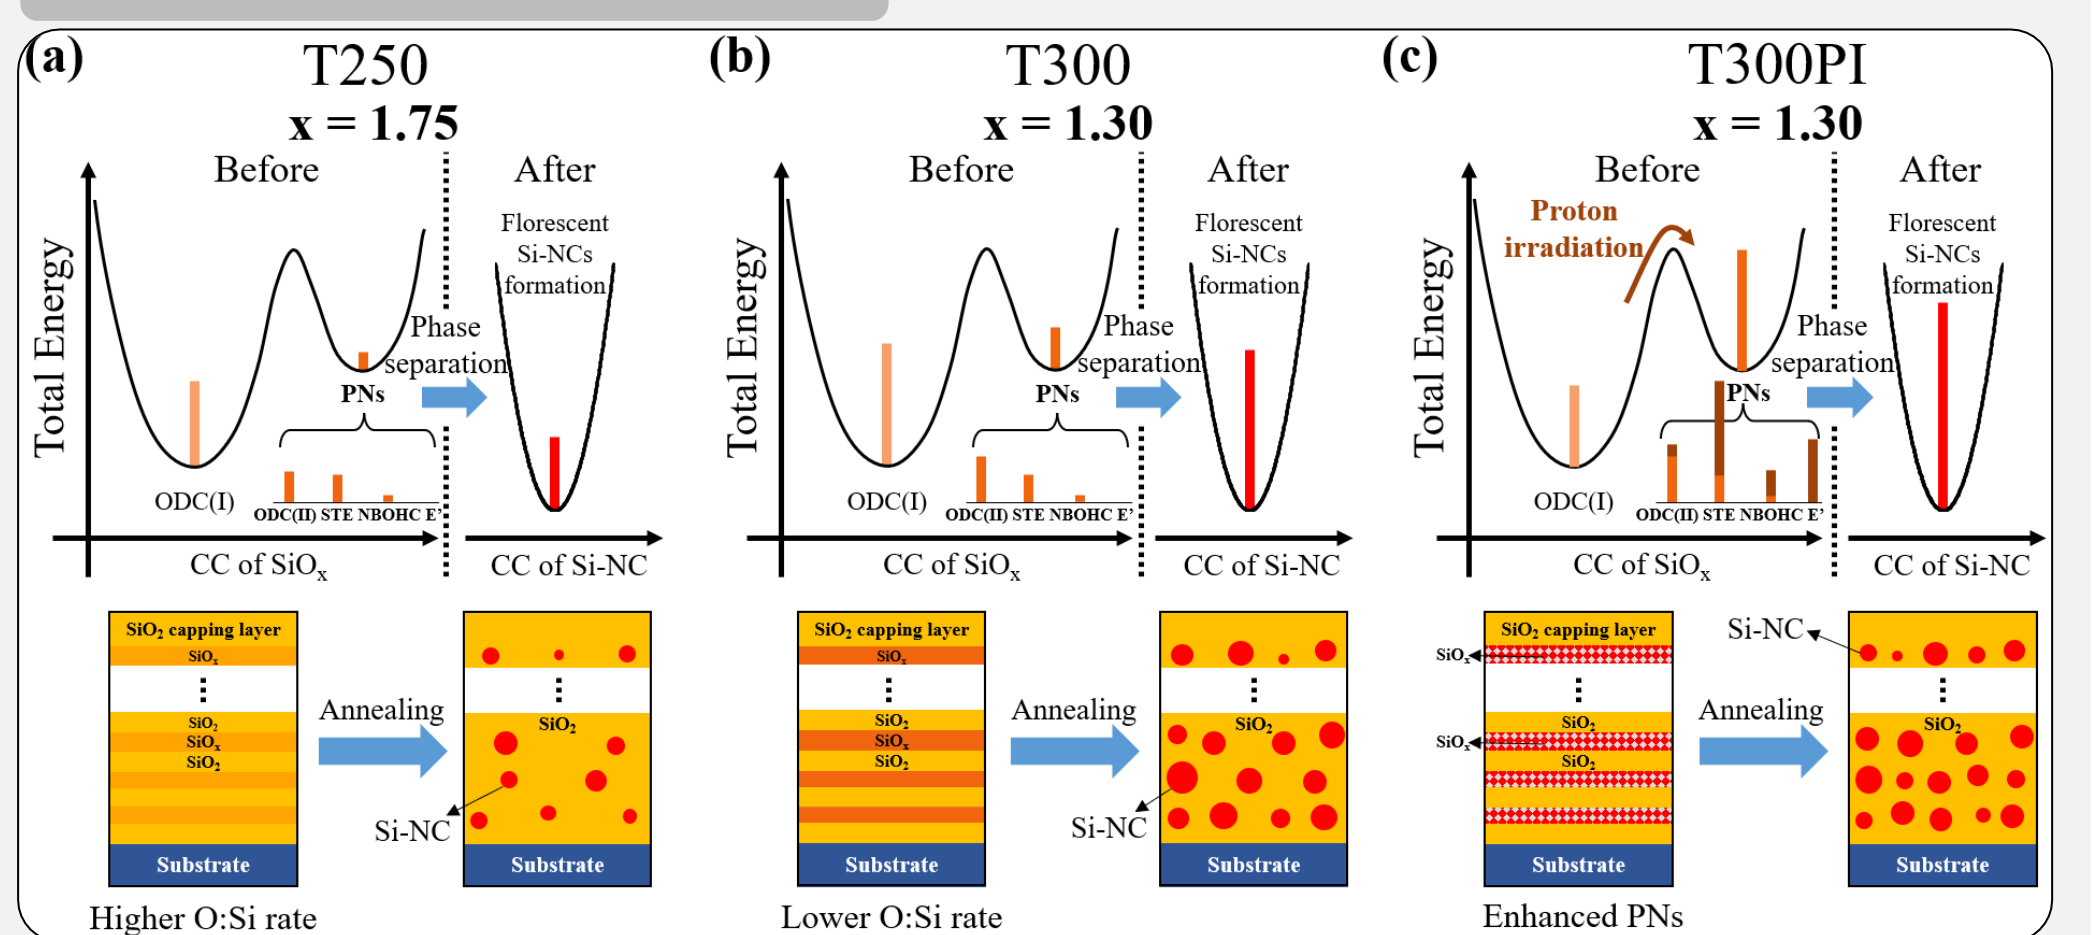 (a)
T250
x = 1.75
Before
After
Total Energy
Florescent
Si-NCs
formation
Phase
separation
PNs
ODC(I)
ODC(II) STE NBOHC E’
CC of SiOx
CC of Si-NC
SiO2 capping layer
SiOx
SiO2
SiOx
SiO2
Substrate
Annealing
SiO2
Si-NC
Substrate
Higher O:Si rate
(b)
T300
x = 1.30
Before
After
Total Energy
Florescent
Si-NCs
formation
Phase
separation
PNs
ODC(I)
ODC(II) STE NBOHC E’
CC of SiOx
CC of Si-NC
SiO2 capping layer
SiOx
SiO2
SiOx
SiO2
Substrate
Annealing
SiO2
Si-NC
Substrate
Lower O:Si rate
(c)
T300PI
x = 1.30
Before
After
Total Energy
Proton
irradiation
Florescent
Si-NCs
formation
Phase
separation
PNs
ODC(I)
ODC(II) STE NBOHC E’
CC of SiOx
CC of Si-NC
SiO2 capping layer
SiOx
SiO2
SiOx
SiO2
Substrate
Annealing
Si-NC
SiO2
Substrate
Enhanced PNs